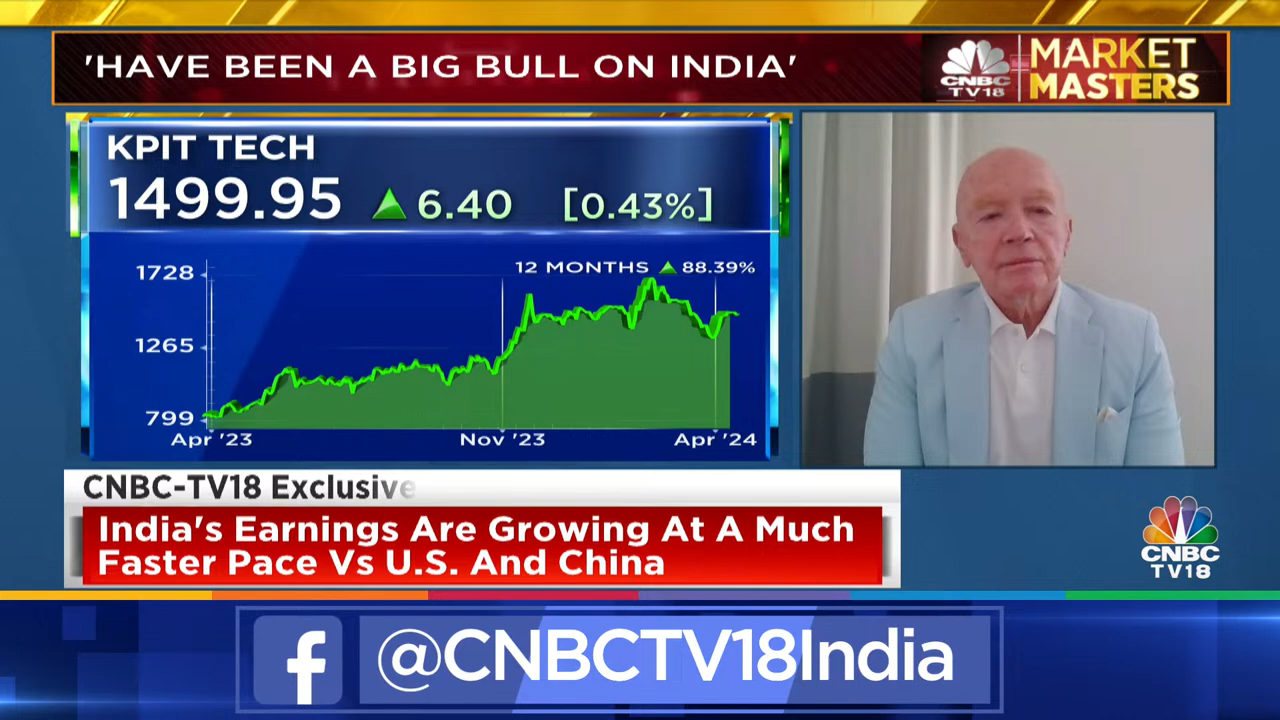 'HAVE BEEN A BIG BULL ON INDIA'
CNBC
TV18
MARKET
MASTERS
KPIT TECH
1499.95 ▲ 6.40 [0.43%]
12 MONTHS ▲ 88.39%
1728
1265
799
Apr '23 Nov '23 Apr '24
CNBC-TV18 Exclusive
India's Earnings Are Growing At A Much
Faster Pace Vs U.S. And China
CNBC
TV18
f @CNBCTV18India